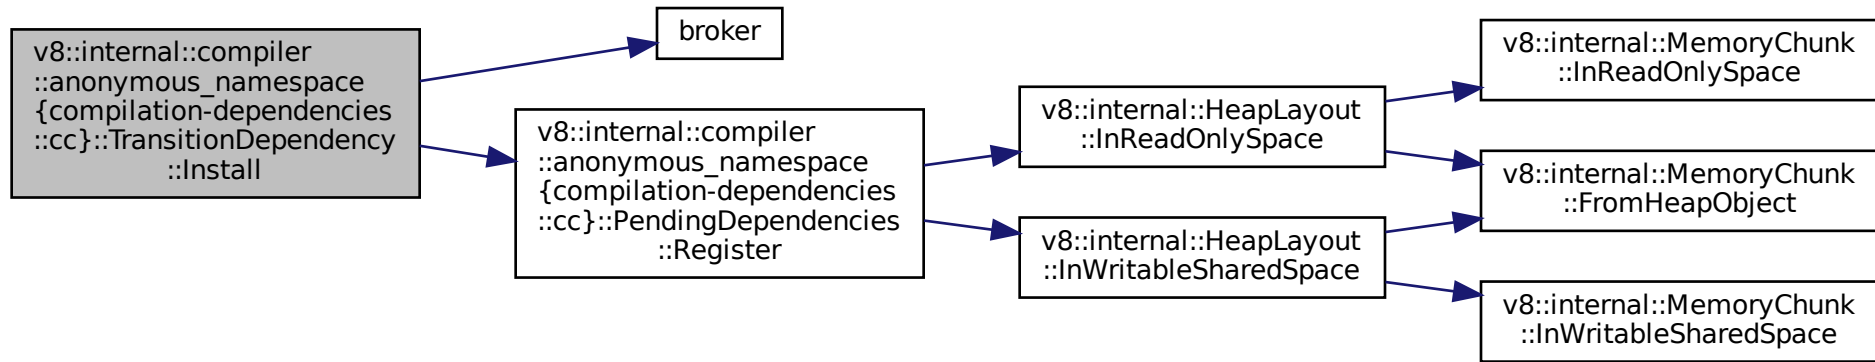 v8::internal::compiler
::anonymous_namespace
{compilation-dependencies
::cc}::TransitionDependency
::Install
broker
v8::internal::compiler
::anonymous_namespace
{compilation-dependencies
::cc}::PendingDependencies
::Register
v8::internal::HeapLayout
::InReadOnlySpace
v8::internal::HeapLayout
::InWritableSharedSpace
v8::internal::MemoryChunk
::InReadOnlySpace
v8::internal::MemoryChunk
::FromHeapObject
v8::internal::MemoryChunk
::InWritableSharedSpace